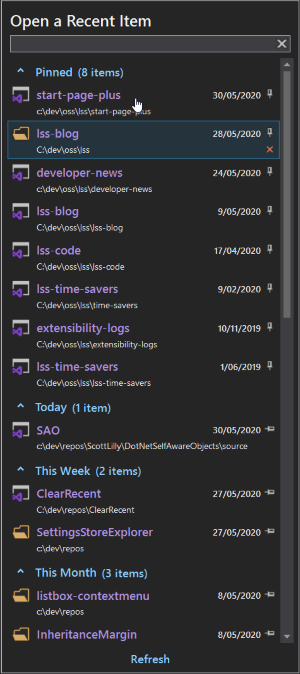 Open a Recent Item
Pinned (8 items)
start-page-plus 30/05/2020
c:\dev\oss\lss\start-page-plus
lss-blog 28/05/2020
C:\dev\oss\lss
developer-news 24/05/2020
c:\dev\oss\lss\developer-news
lss-blog 9/05/2020
c:\dev\oss\lss\lss-blog
lss-code 17/04/2020
c:\dev\oss\lss\lss-code
lss-time-savers 9/02/2020
c:\dev\oss\lss\time-savers
extensibility-logs 10/11/2019
c:\dev\oss\lss\extensibility-logs
lss-time-savers 1/06/2019
c:\dev\oss\lss\lss-time-savers
Today (1 item)
SAO 30/05/2020
c:\dev\repos\ScottLilly\DotNetSelfAwareObjects\source
This Week (2 items)
ClearRecent 27/05/2020
c:\dev\repos\ClearRecent
SettingsStoreExplorer 27/05/2020
c:\dev\repos
This Month (3 items)
listbox-contextmenu 8/05/2020
c:\dev\repos
InheritanceMargin 8/05/2020
Refresh